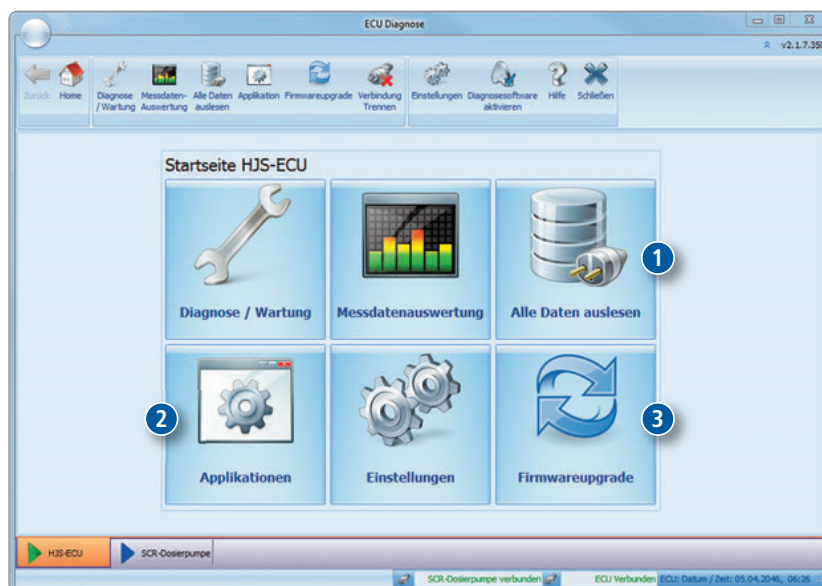 ECU Diagnose
v2.1.7.350
Zurück Home Diagnose / Wartung Messdaten-Auswertung Alle Daten auslesen Applikation Firmwareupgrade Verbindung Trennen Einstellungen Diagnosesoftware aktivieren Hilfe Schließen
Startseite HJS-ECU
Diagnose / Wartung Messdatenauswertung Alle Daten auslesen
1
2
3
Applikationen Einstellungen Firmwareupgrade
HJS-ECU SCR-Dosierpumpe
SCR-Dosierpumpe verbunden ECU Verbunden ECU: Datum / Zeit: 05.04.2046, 06:26